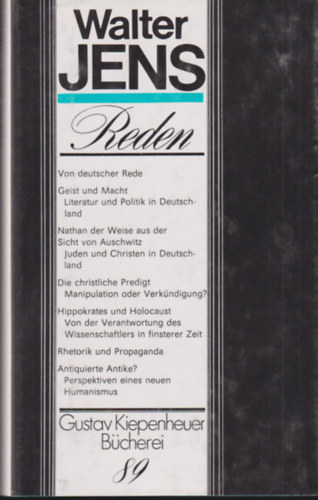 Walter
JENS
Reden
Von deutscher Rede
Geist und Macht
Literatur und Politik in Deutsch-
land
Nathan der Weise aus der
Sicht von Auschwitz
Juden und Christen in Deutsch-
land
Die christliche Predigt
Manipulation oder Verkündigung?
Hippokrates und Holocaust
Von der Verantwortung des
Wissenschaftlers in finsterer Zeit
Rhetorik und Propaganda
Antiquierte Antike?
Perspektiven eines neuen
Humanismus
Gustav Kiepenheuer
Bücherei
89